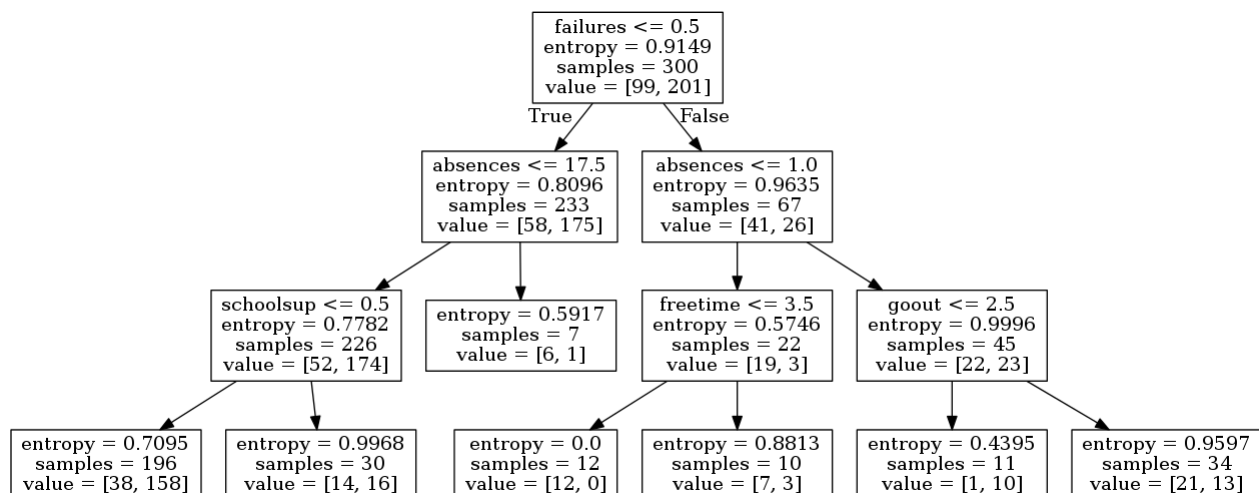 failures <= 0.5
entropy = 0.9149
samples = 300
value = [99, 201]
True
False
absences <= 17.5
entropy = 0.8096
samples = 233
value = [58, 175]
absences <= 1.0
entropy = 0.9635
samples = 67
value = [41, 26]
schoolsup <= 0.5
entropy = 0.7782
samples = 226
value = [52, 174]
entropy = 0.5917
samples = 7
value = [6, 1]
freetime <= 3.5
entropy = 0.5746
samples = 22
value = [19, 3]
goout <= 2.5
entropy = 0.9996
samples = 45
value = [22, 23]
entropy = 0.7095
samples = 196
value = [38, 158]
entropy = 0.9968
samples = 30
value = [14, 16]
entropy = 0.0
samples = 12
value = [12, 0]
entropy = 0.8813
samples = 10
value = [7, 3]
entropy = 0.4395
samples = 11
value = [1, 10]
entropy = 0.9597
samples = 34
value = [21, 13]